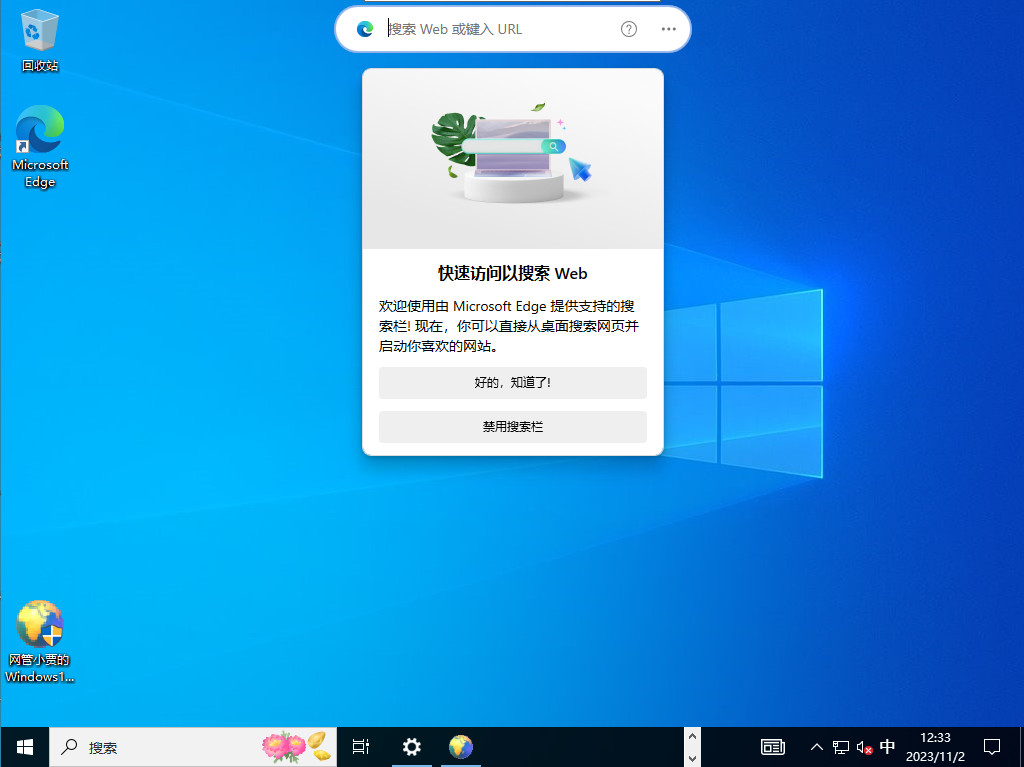 搜索 Web 或键入 URL
回收站
Microsoft
Edge
快速访问以搜索 Web
欢迎使用由 Microsoft Edge 提供支持的搜
索栏! 现在，你可以直接从桌面搜索网页并
启动你喜欢的网站。
好的，知道了!
禁用搜索栏
网管小贾的
Windows1...
搜索
中
12:33
2023/11/2